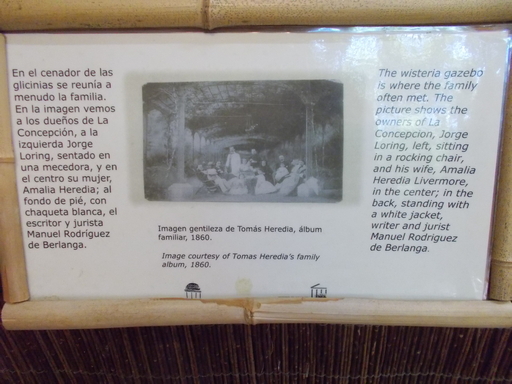 En el cenador de las
glicinias se reunía a
menudo la familia.
En la imagen vemos
a los dueños de La
Concepción, a la
izquierda Jorge
Loring, sentado en
una mecedora, y en
el centro su mujer,
Amalia Heredia; al
fondo de pié, con
chaqueta blanca, el
escritor y jurista
Manuel Rodríguez
de Berlanga.
Imagen gentileza de Tomás Heredia, álbum
familiar, 1860.
Image courtesy of Tomas Heredia's family
album, 1860.
The wisteria gazebo
is where the family
often met. The
picture shows the
owners of La
Concepcion, Jorge
Loring, left, sitting
in a rocking chair,
and his wife, Amalia
Heredia Livermore,
in the center; in the
back, standing with
a white jacket,
writer and jurist
Manuel Rodriguez
de Berlanga.